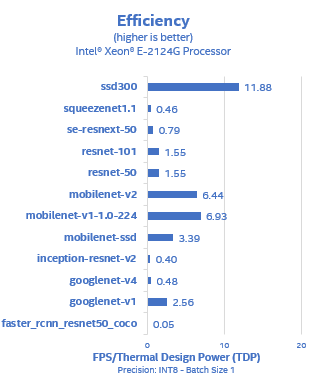 Efficiency
(higher is better)
Intel® Xeon® E-2124G Processor
ssd300 11.88
squeezenet1.1 0.46
se-resnext-50 0.79
resnet-101 1.55
resnet-50 1.55
mobilenet-v2 6.44
mobilenet-v1-1.0-224 6.93
mobilenet-ssd 3.39
inception-resnet-v2 0.40
googlenet-v4 0.48
googlenet-v1 2.56
faster_rcnn_resnet50_coco 0.05
0 10 20
FPS/Thermal Design Power (TDP)
Precision: INT8 - Batch Size 1